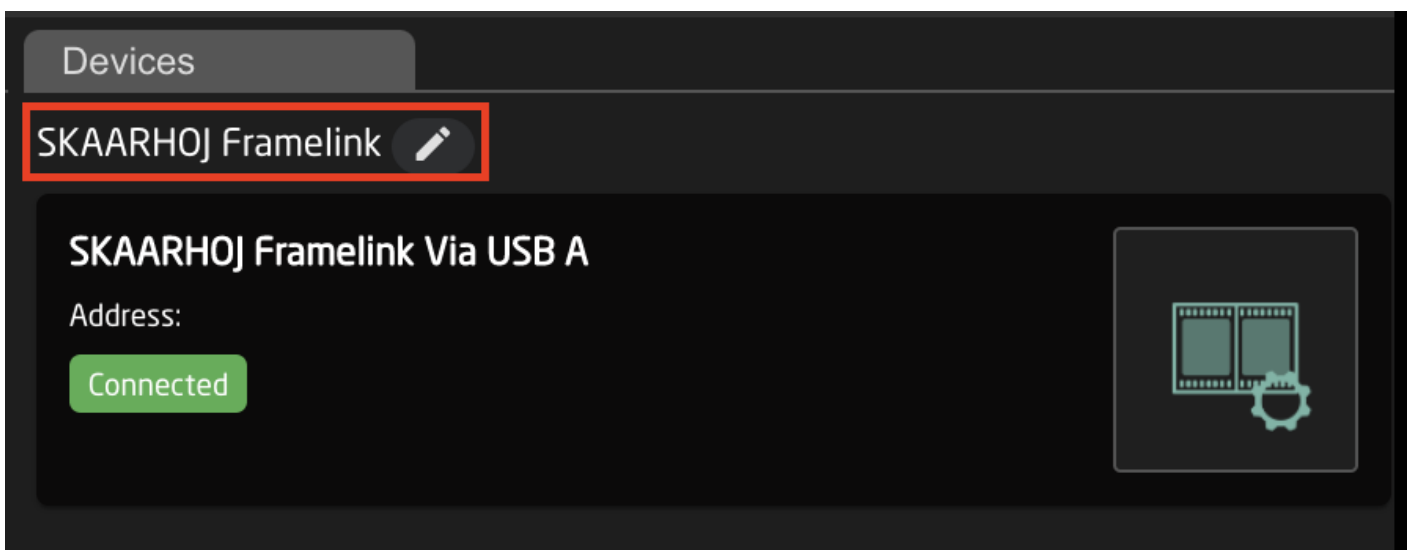 Devices
SKAARHOJ Framelink
SKAARHOJ Framelink Via USB A
Address:
Connected